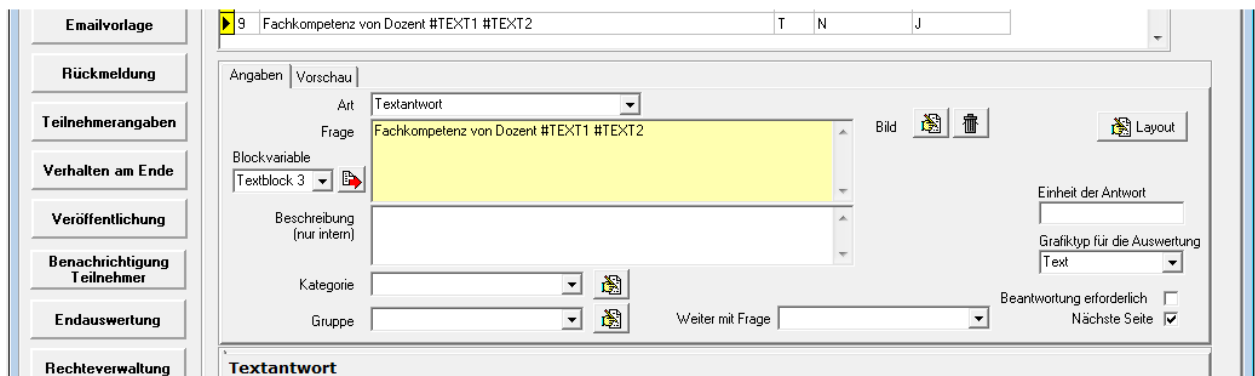 Emailvorlage
Rückmeldung
Teilnehmerangaben
Verhalten am Ende
Veröffentlichung
Benachrichtigung
Teilnehmer
Endauswertung
Rechteverwaltung
9 Fachkompetenz von Dozent #TEXT1 #TEXT2 T N J
Angaben Vorschau
Art Textantwort
Frage Fachkompetenz von Dozent #TEXT1 #TEXT2
Bild Layout
Blockvariable
Textblock 3
Beschreibung
(nur intern)
Einheit der Antwort
Grafiktyp für die Auswertung
Text
Kategorie
Gruppe Weiter mit Frage
Beantwortung erforderlich
Nächste Seite
Textantwort